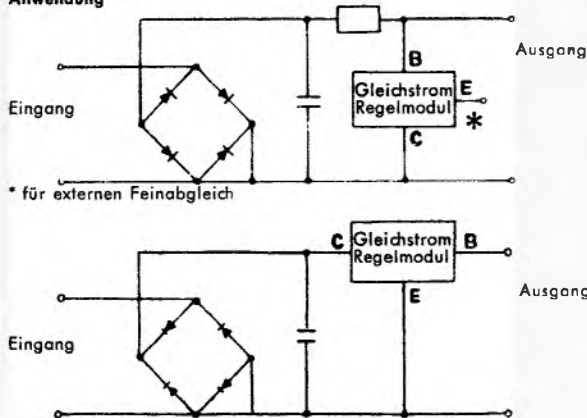 Anwendung
Ausgang
B
Eingang
Gleichstrom
Regelmodul
E
*
C
* für externen Feinabgleich
C
Gleichstrom
Regelmodul
B
E
Ausgang
Eingang